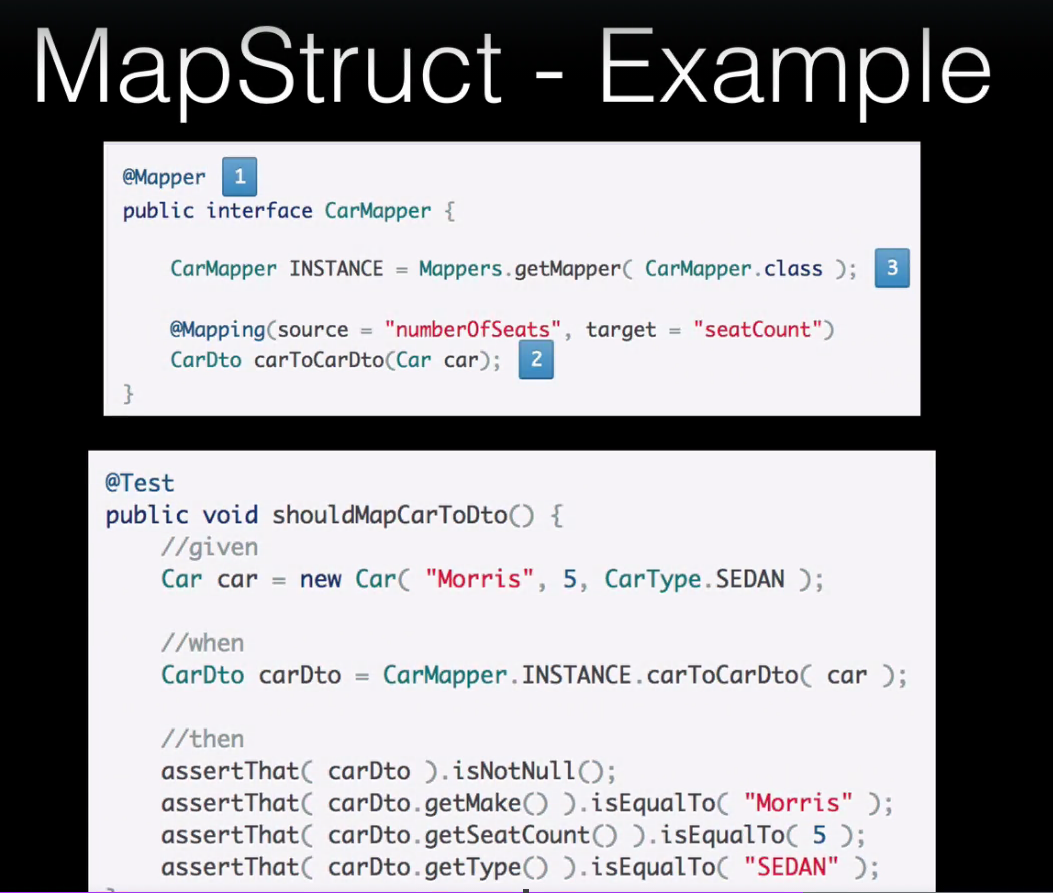 MapStruct - Example
@Mapper 1
public interface CarMapper {
CarMapper INSTANCE = Mappers.getMapper( CarMapper.class ); 3
@Mapping(source = "numberOfSeats", target = "seatCount")
CarDto carToCarDto(Car car); 2
}
@Test
public void shouldMapCarToDto() {
//given
Car car = new Car( "Morris", 5, CarType.SEDAN );
//when
CarDto carDto = CarMapper.INSTANCE.carToCarDto( car );
//then
assertThat( carDto ).isNotNull();
assertThat( carDto.getMake() ).isEqualTo( "Morris" );
assertThat( carDto.getSeatCount() ).isEqualTo( 5 );
assertThat( carDto.getType() ).isEqualTo( "SEDAN" );